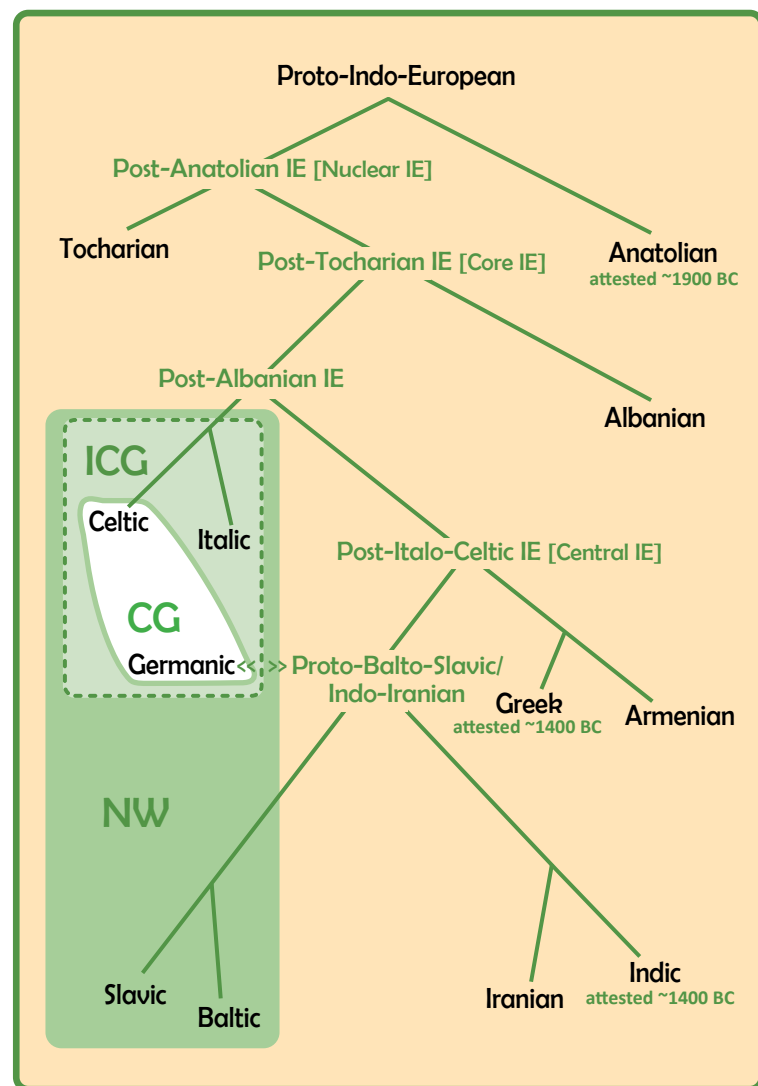 Proto-Indo-European
Post-Anatolian IE [Nuclear IE]
Tocharian
Anatolian
attested ~1900 BC
Post-Tocharian IE [Core IE]
Post-Albanian IE
Albanian
ICG
Celtic
Italic
Post-Italo-Celtic IE [Central IE]
CG
Germanic<< >>Proto-Balto-Slavic/
Indo-Iranian
Greek
attested ~1400 BC
Armenian
NW
Slavic
Baltic
Iranian
Indic
attested ~1400 BC